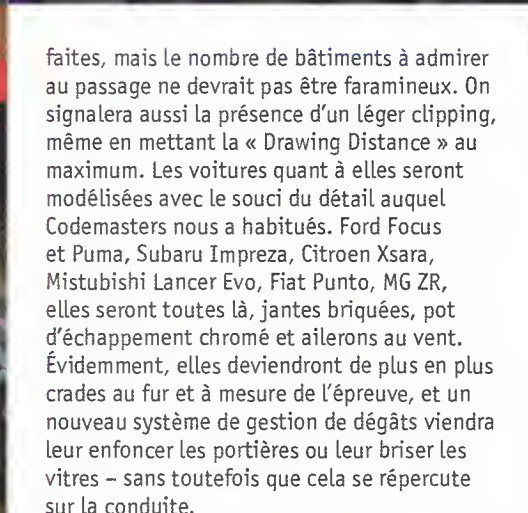 faites, mais le nombre de bâtiments à admirer
au passage ne devrait pas être faramineux. On
signalera aussi la présence d'un léger clipping,
même en mettant la « Drawing Distance » au
maximum. Les voitures quant à elles seront
modélisées avec le souci du détail auquel
Codemasters nous a habitués. Ford Focus
et Puma, Subaru Impreza, Citroen Xsara,
Mistubishi Lancer Evo, Fiat Punto, MG ZR,
elles seront toutes là, jantes briquées, pot
d'échappement chromé et ailerons au vent.
Évidemment, elles deviendront de plus en plus
crades au fur et à mesure de l'épreuve, et un
nouveau système de gestion de dégâts viendra
leur enfoncer les portières ou leur briser les
vitres – sans toutefois que cela se répercute
sur la conduite.